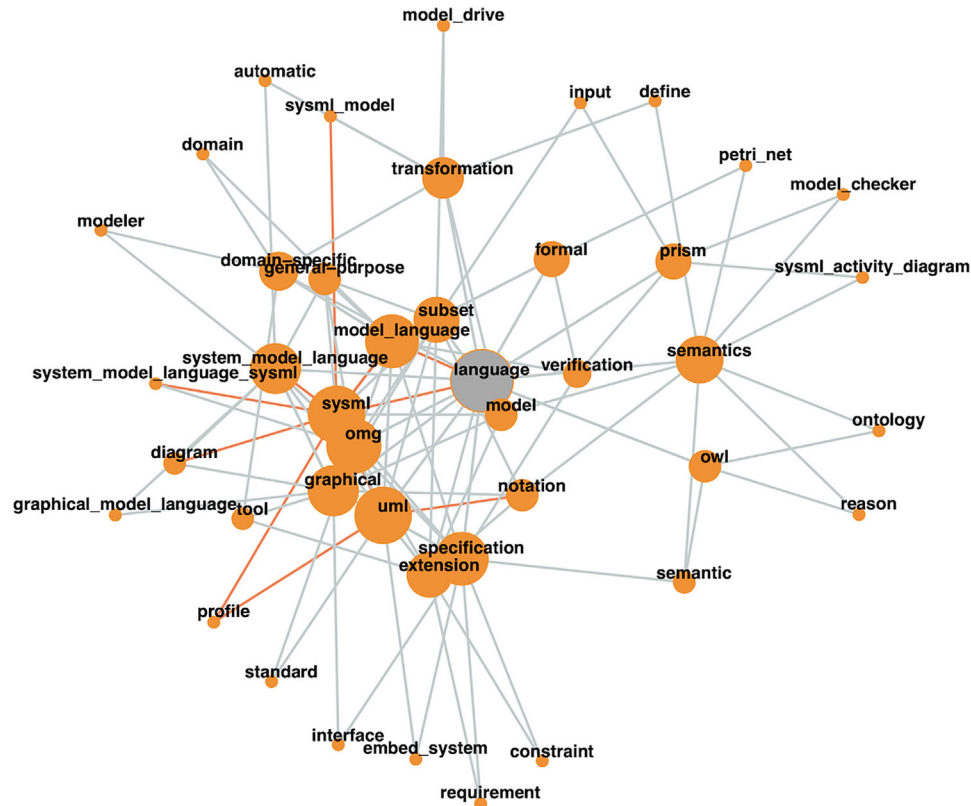 model_drive
automatic
sysml_model
input
define
domain
petri_net
transformation
model_checker
modeler
formal
prism
domain-specific
general-purpose
sysml_activity_diagram
subset
model_language
system_model_language
semantics
system_model_language_sysml
language
verification
sysml
model
omg
ontology
diagram
owl
graphical
notation
graphical_model_language
tool
uml
reason
specification
extension
semantic
profile
standard
interface
embed_system
constraint
requirement